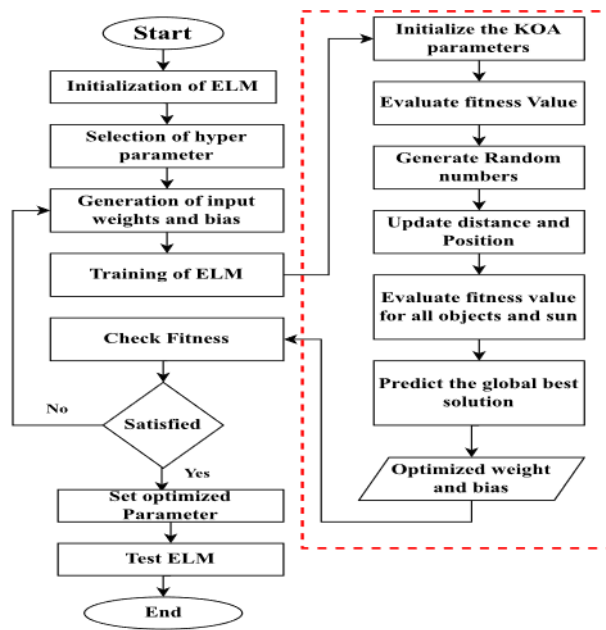 Start
Initialization of ELM
Selection of hyper
parameter
Generation of input
weights and bias
Training of ELM
Check Fitness
No
Satisfied
Yes
Set optimized
Parameter
Test ELM
End
Initialize the KOA
parameters
Evaluate fitness Value
Generate Random
numbers
Update distance and
Position
Evaluate fitness value
for all objects and sun
Predict the global best
solution
Optimized weight
and bias